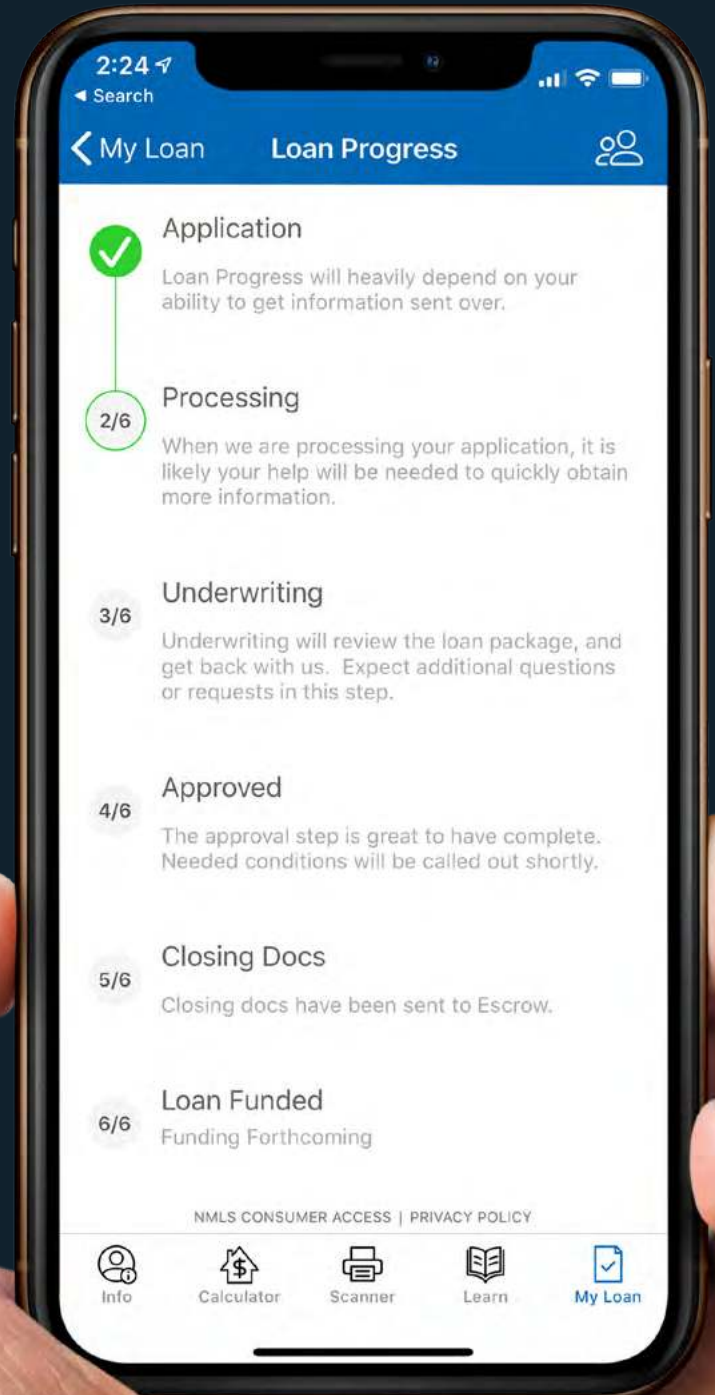 2:24
Search
My Loan
Loan Progress
Application
Loan Progress will heavily depend on your
ability to get information sent over.
2/6
Processing
When we are processing your application, it is
likely your help will be needed to quickly obtain
more information.
3/6
Underwriting
Underwriting will review the loan package, and
get back with us.  Expect additional questions
or requests in this step.
4/6
Approved
The approval step is great to have complete.
Needed conditions will be called out shortly.
5/6
Closing Docs
Closing docs have been sent to Escrow.
6/6
Loan Funded
Funding Forthcoming
NMLS CONSUMER ACCESS | PRIVACY POLICY
Info
Calculator
Scanner
Learn
My Loan